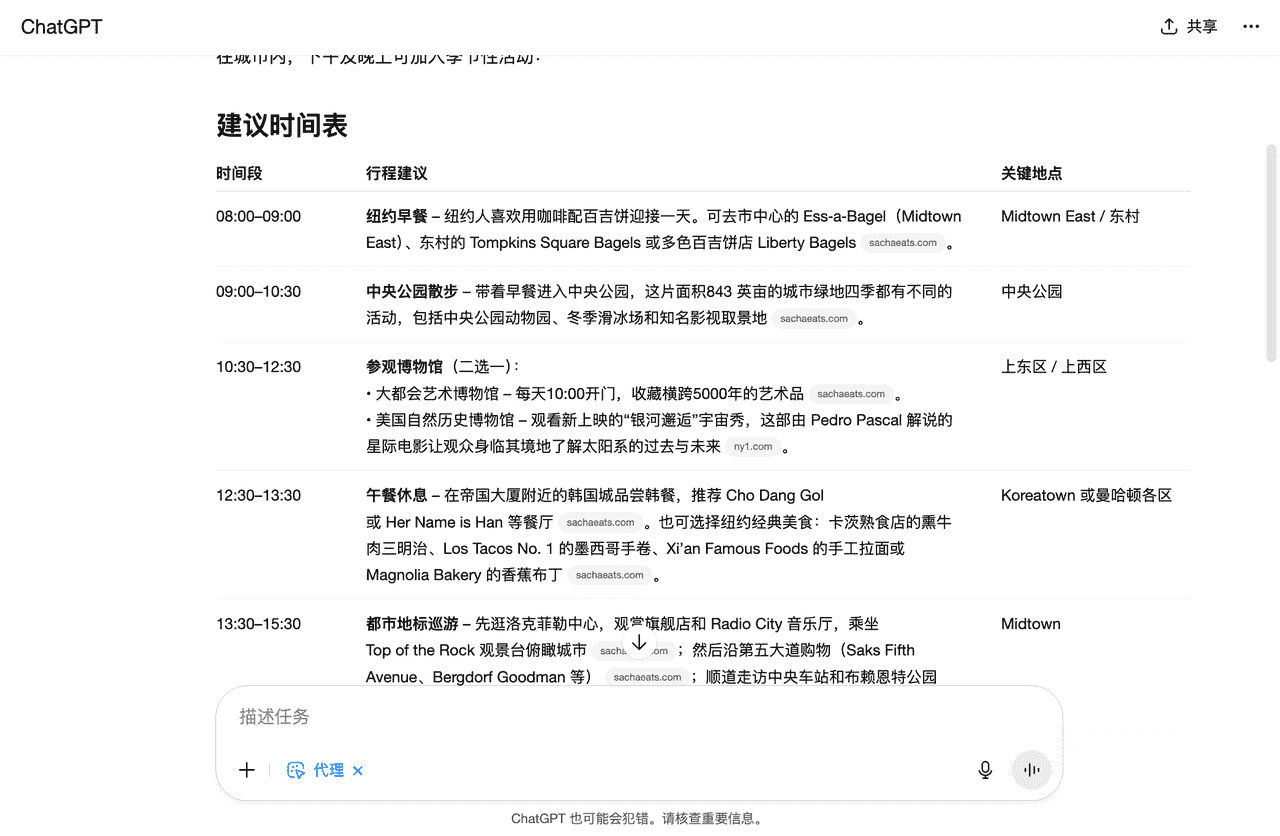 ChatGPT
共享
在城市内，下午及晚上可加入季节性活动：
建议时间表
时间段 行程建议 关键地点
08:00–09:00 纽约早餐 – 纽约人喜欢用咖啡配百吉饼迎接一天。可去市中心的 Ess-a-Bagel（Midtown Midtown East / 东村
East）、东村的 Tompkins Square Bagels 或多色百吉饼店 Liberty Bagels sachaeats.com 。
09:00–10:30 中央公园散步 – 带着早餐进入中央公园，这片面积843 英亩的城市绿地四季都有不同的 中央公园
活动，包括中央公园动物园、冬季滑冰场和知名影视取景地 sachaeats.com 。
10:30–12:30 参观博物馆（二选一）： 上东区 / 上西区
• 大都会艺术博物馆 – 每天10:00开门，收藏横跨5000年的艺术品 sachaeats.com 。
• 美国自然历史博物馆 – 观看新上映的“银河邂逅”宇宙秀，这部由 Pedro Pascal 解说的
星际电影让观众身临其境地了解太阳系的过去与未来 ny1.com 。
12:30–13:30 午餐休息 – 在帝国大厦附近的韩国城品尝韩餐，推荐 Cho Dang Gol Koreatown 或曼哈顿各区
或 Her Name is Han 等餐厅 sachaeats.com 。也可选择纽约经典美食：卡茨熟食店的熏牛
肉三明治、Los Tacos No. 1 的墨西哥手卷、Xi’an Famous Foods 的手工拉面或
Magnolia Bakery 的香蕉布丁 sachaeats.com 。
13:30–15:30 都市地标巡游 – 先逛洛克菲勒中心，观赏旗舰店和 Radio City 音乐厅，乘坐 Midtown
Top of the Rock 观景台俯瞰城市 sachaeats.com ；然后沿第五大道购物（Saks Fifth
Avenue、Bergdorf Goodman 等） sachaeats.com ；顺道走访中央车站和布赖恩特公园
描述任务
代理
ChatGPT 也可能会犯错。请核查重要信息。